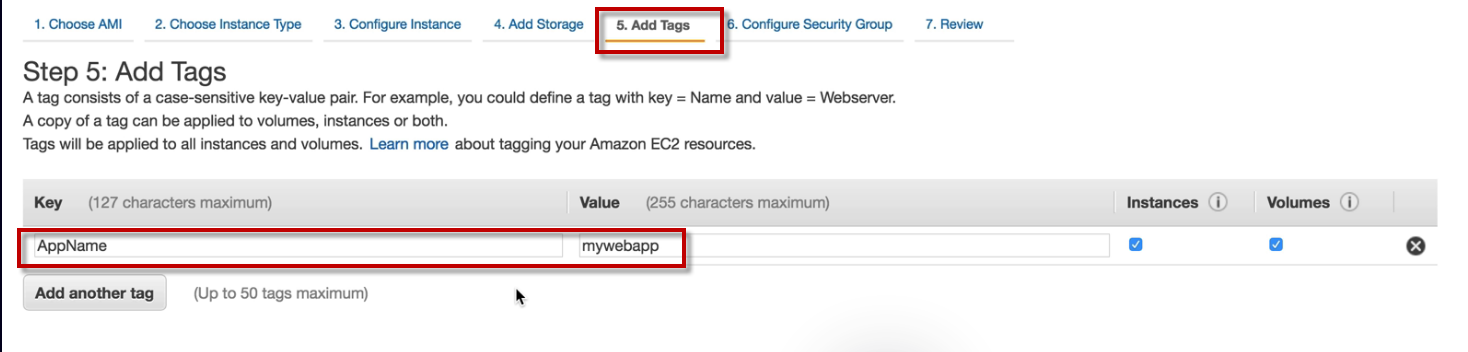 1. Choose AMI 2. Choose Instance Type 3. Configure Instance 4. Add Storage 5. Add Tags 6. Configure Security Group 7. Review
Step 5: Add Tags
A tag consists of a case-sensitive key-value pair. For example, you could define a tag with key = Name and value = Webserver.
A copy of a tag can be applied to volumes, instances or both.
Tags will be applied to all instances and volumes. Learn more about tagging your Amazon EC2 resources.
Key (127 characters maximum) Value (255 characters maximum) Instances Volumes
AppName mywebapp
Add another tag (Up to 50 tags maximum)